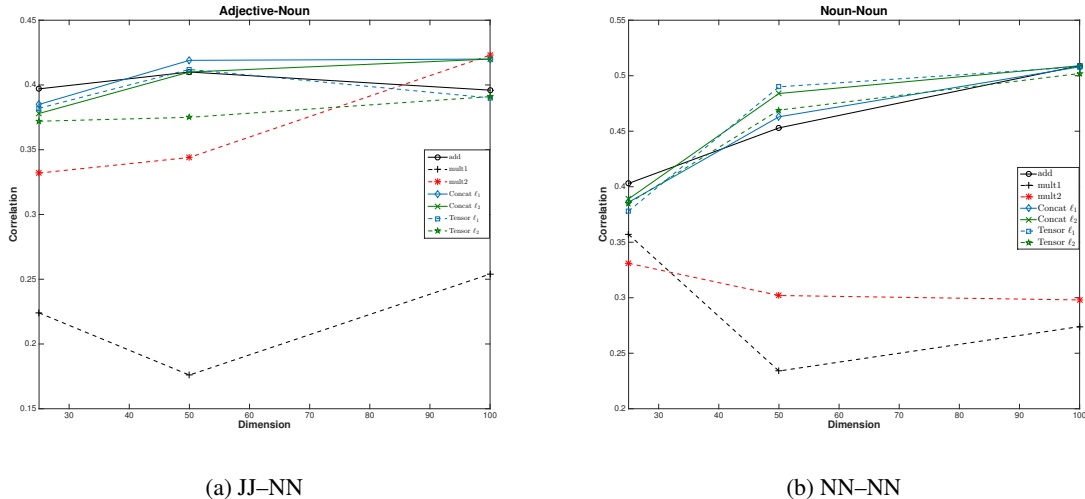 Adjective-Noun
0.45
0.4
0.35
0.3
0.25
0.2
0.15
Correlation
30 40 50 60 70 80 90 100
Dimension
add
mult1
mult2
Concat ℓ₁
Concat ℓ₂
Tensor ℓ₁
Tensor ℓ₂
(a) JJ–NN
Noun-Noun
0.55
0.5
0.45
0.4
0.35
0.3
0.25
0.2
Correlation
30 40 50 60 70 80 90 100
Dimension
add
mult1
mult2
Concat ℓ₁
Concat ℓ₂
Tensor ℓ₁
Tensor ℓ₂
(b) NN–NN